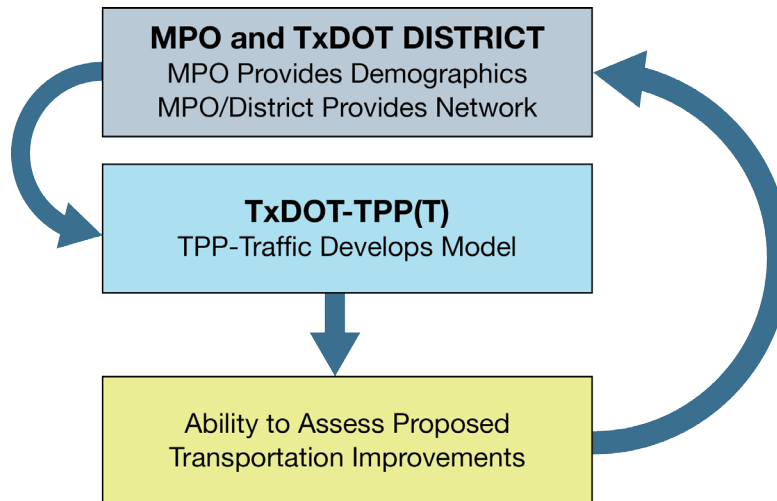 MPO and TxDOT DISTRICT
MPO Provides Demographics
MPO/District Provides Network
TxDOT-TPP(T)
TPP-Traffic Develops Model
Ability to Assess Proposed
Transportation Improvements